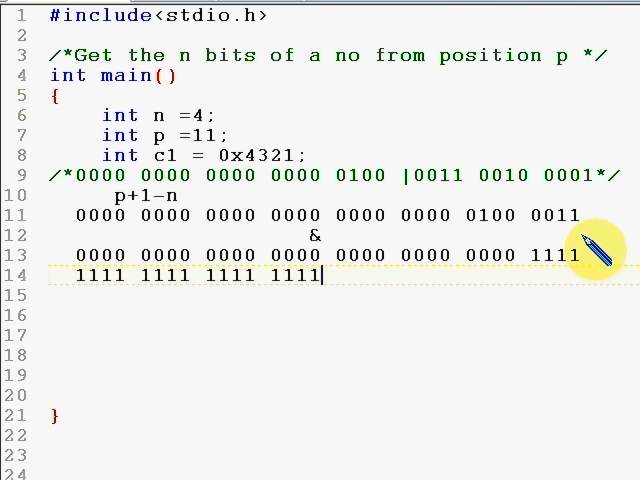 1 #include<stdio.h>
2
3 /*Get the n bits of a no from position p */
4 int main()
5 {
6 int n =4;
7 int p =11;
8 int c1 = 0x4321;
9 /*0000 0000 0000 0000 0100 |0011 0010 0001*/
10 p+1-n
11 0000 0000 0000 0000 0000 0000 0100 0011
12 &
13 0000 0000 0000 0000 0000 0000 0000 1111
14 1111 1111 1111 1111
15
16
17
18
19
20
21 }
22
23
24